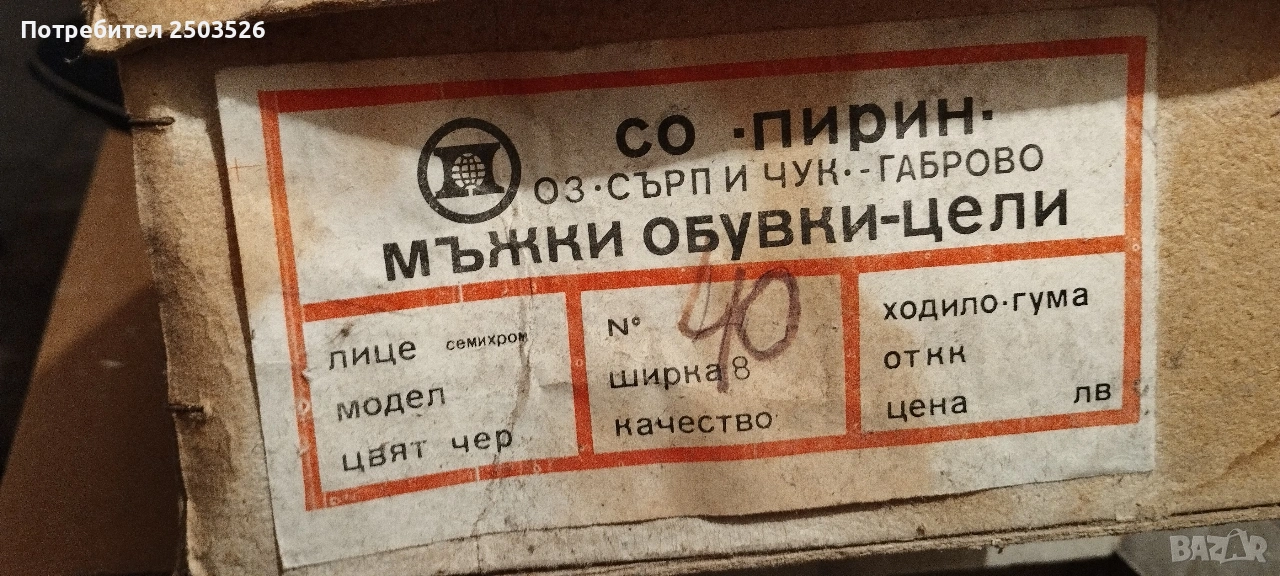 Потребител 2503526
СО ·ПИРИН·
ОЗ·СЪРП И ЧУК·-ГАБРОВО
МЪЖКИ ОБУВКИ-ЦЕЛИ
лице семихром
модел
цвят чер
№ 40
ширка 8
качество
ходило·гума
откк
цена лв
BAZAR